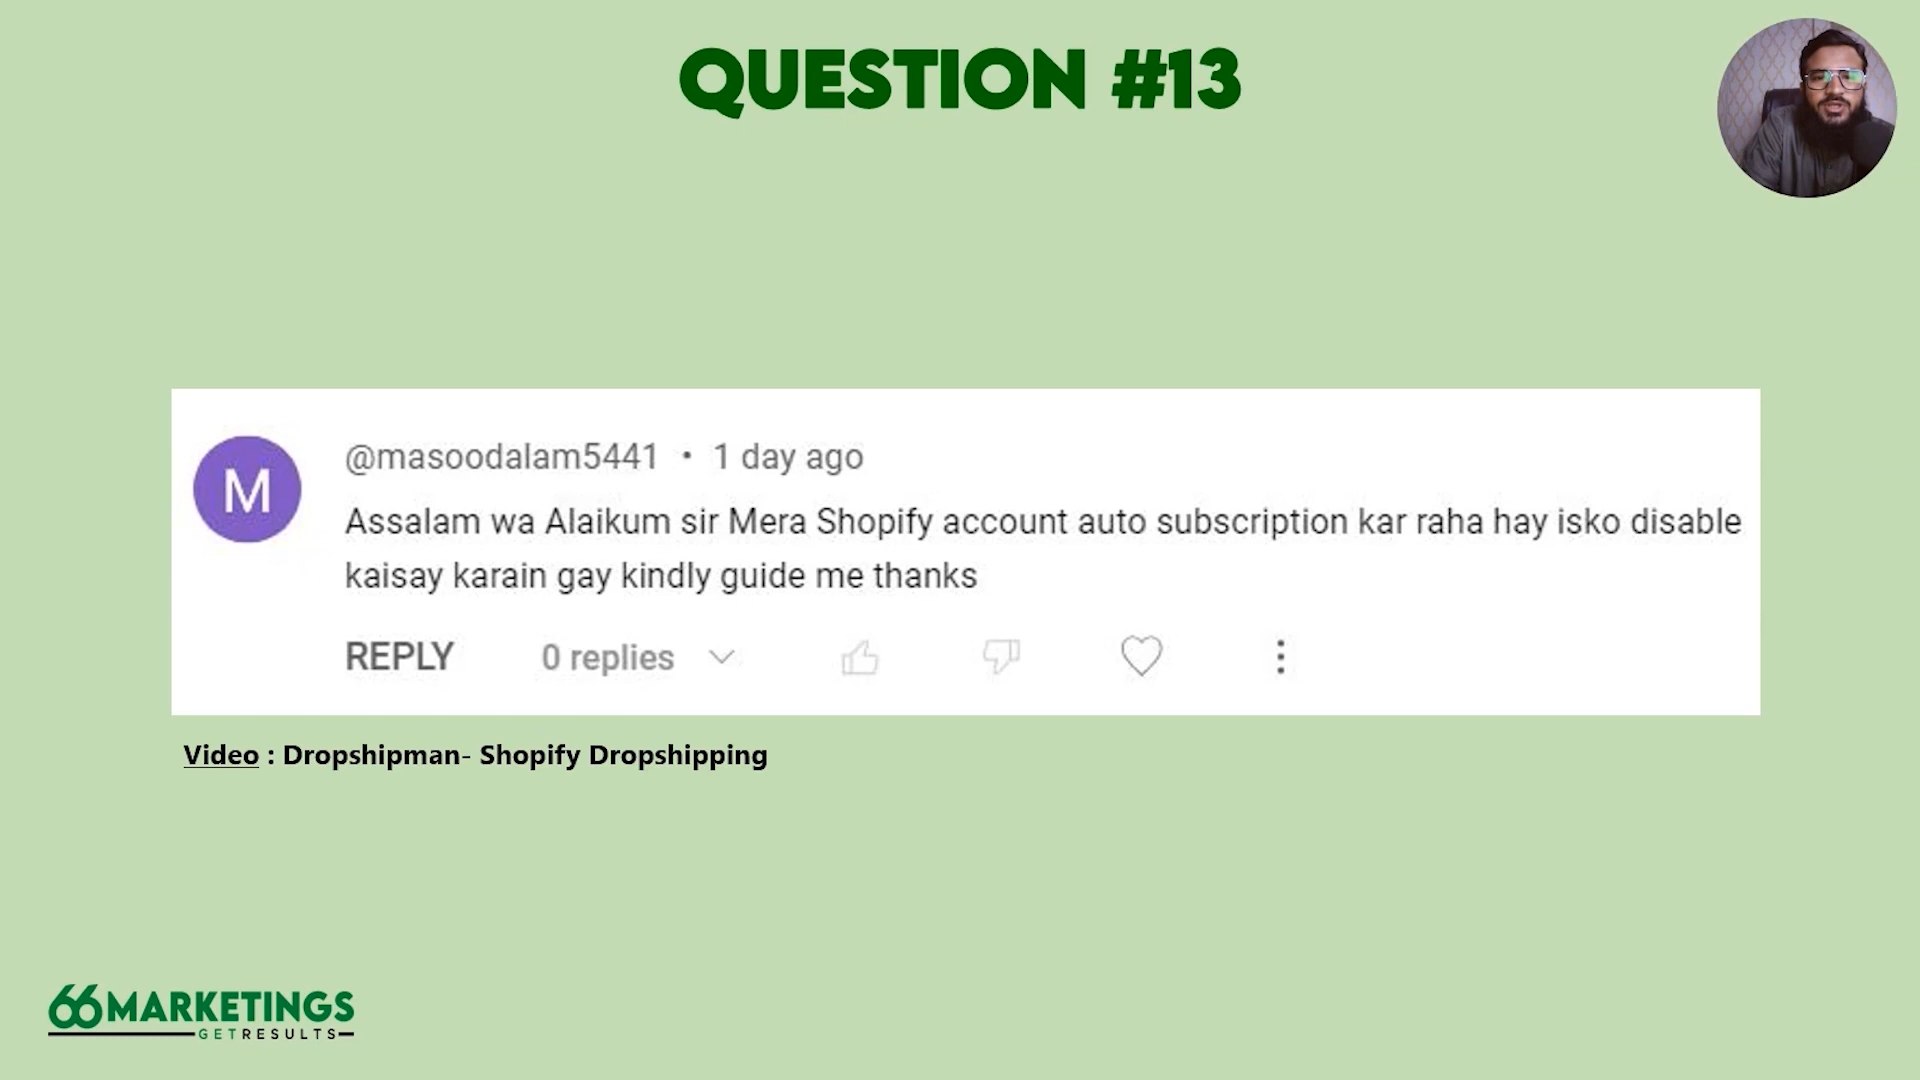 QUESTION #13
M
@masoodalam5441 • 1 day ago
Assalam wa Alaikum sir Mera Shopify account auto subscription kar raha hay isko disable
kaisay karain gay kindly guide me thanks
REPLY 0 replies
Video : Dropshipman- Shopify Dropshipping
66MARKETINGS
GETRESULTS